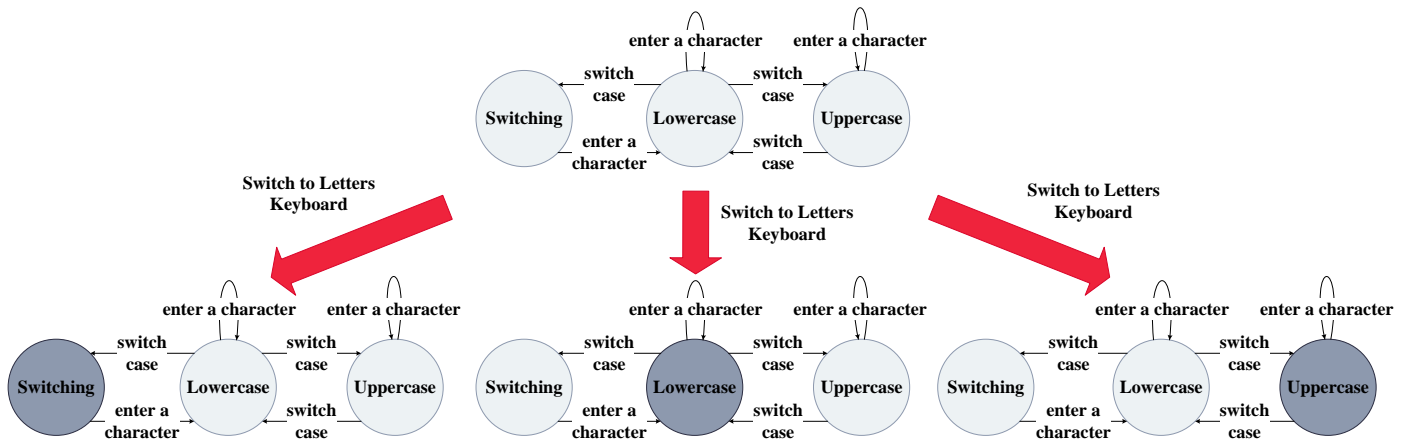 enter a character
enter a character
switch
case
switch
case
Switching
Lowercase
Uppercase
enter a
character
switch
case
Switch to Letters
Keyboard
Switch to Letters
Keyboard
Switch to Letters
Keyboard
enter a character
enter a character
switch
case
switch
case
Switching
Lowercase
Uppercase
enter a
character
switch
case
enter a character
enter a character
switch
case
switch
case
Switching
Lowercase
Uppercase
enter a
character
switch
case
enter a character
enter a character
switch
case
switch
case
Switching
Lowercase
Uppercase
enter a
character
switch
case